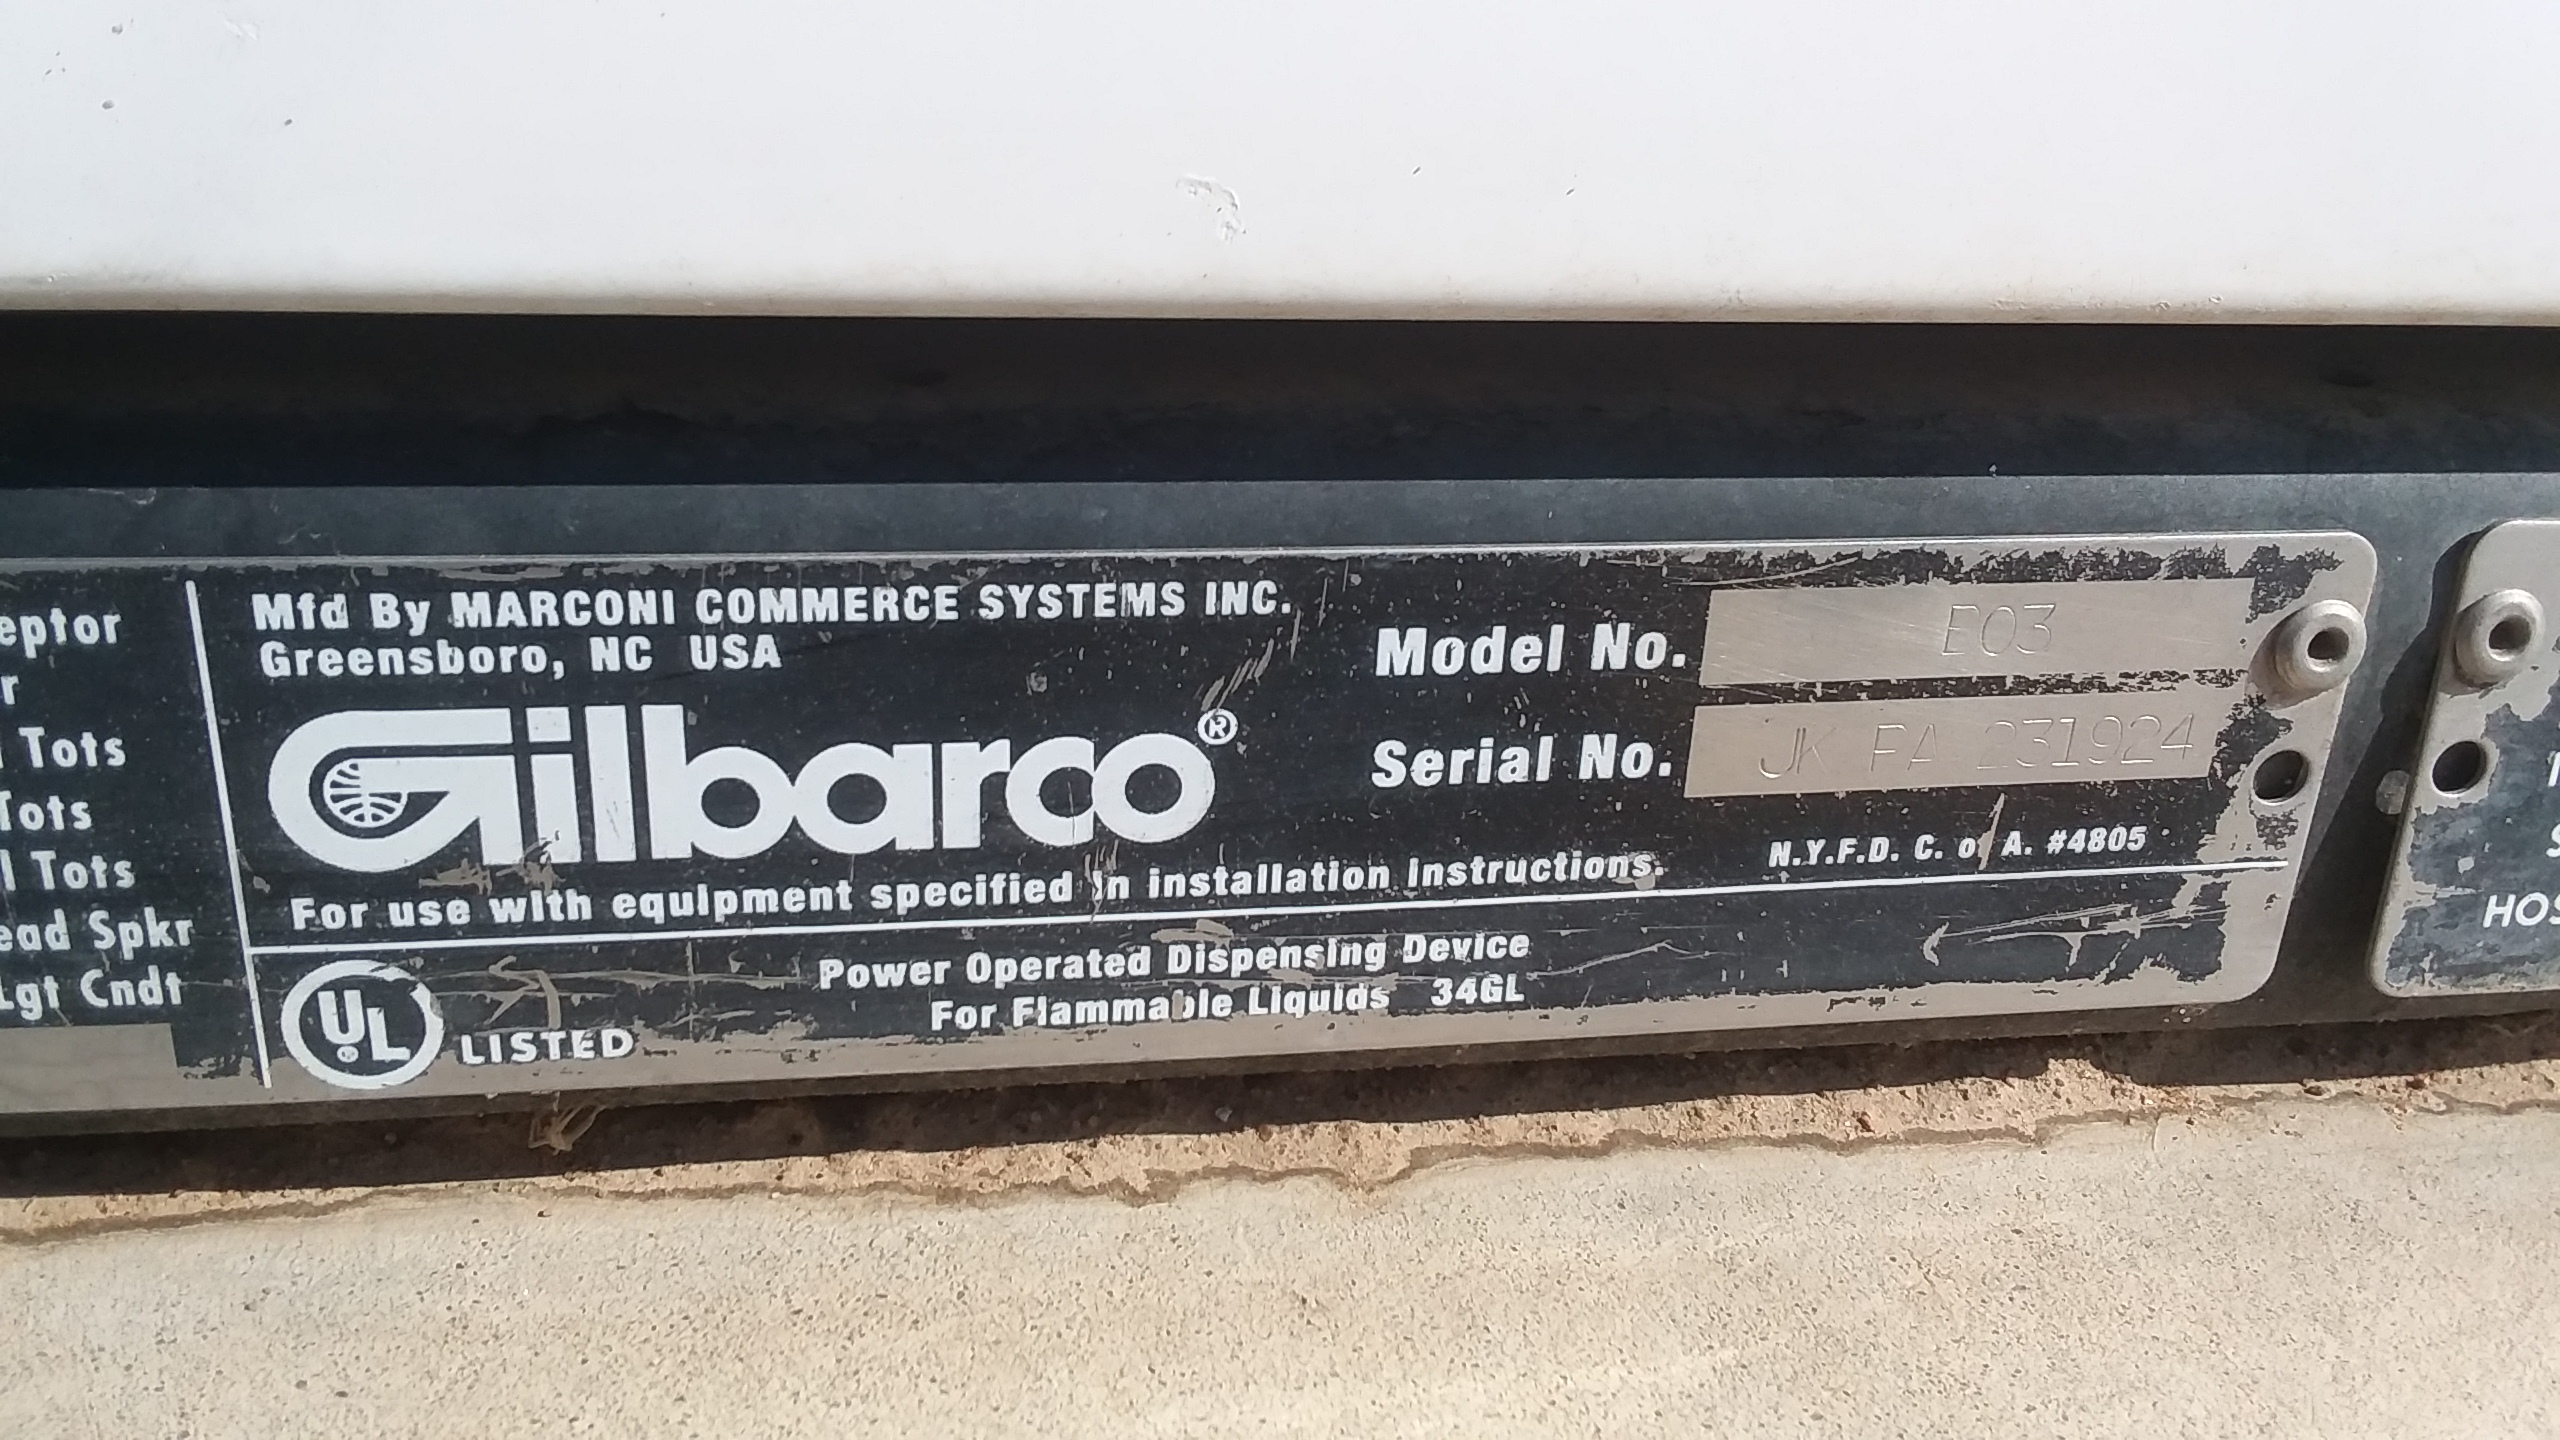 eptor
r
Tots
Tots
l Tots
ead Spkr
Lgt Cndt
Mfd By MARCONI COMMERCE SYSTEMS INC.
Greensboro, NC USA
Gilbarco®
For use with equipment specified in installation instructions.
Model No. E03
Serial No. JK FA 231924
N.Y.F.D. C. of A. #4805
UL LISTED
Power Operated Dispensing Device
For Flammable Liquids 34GL
HOS